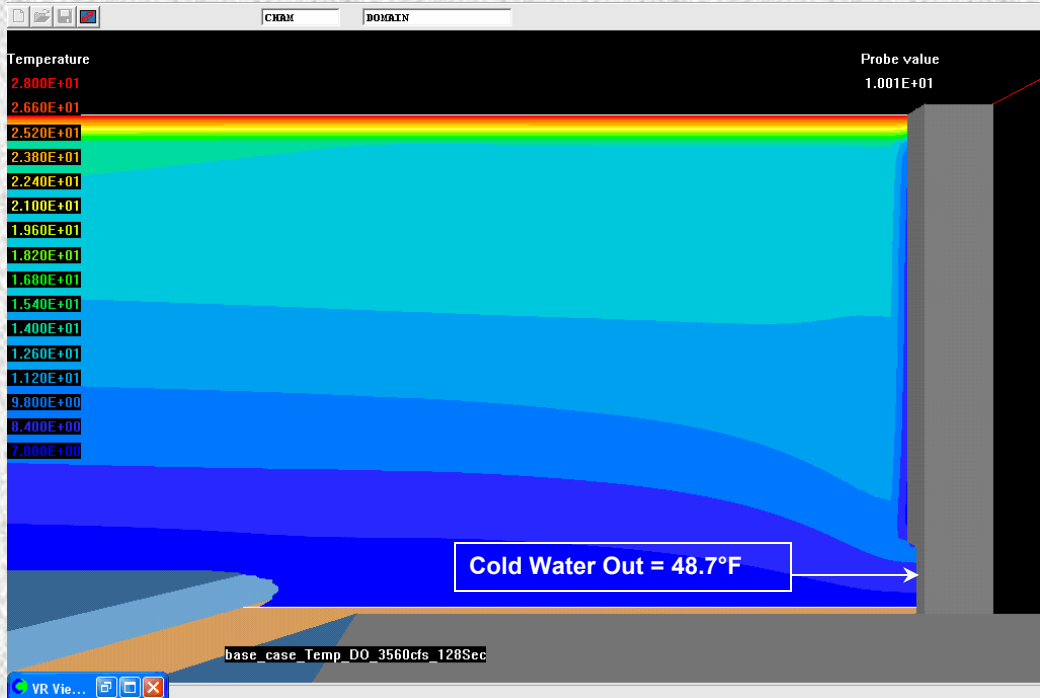 CHAM DOMAIN
Temperature
Probe value
2.800E+01
1.001E+01
2.660E+01
2.520E+01
2.380E+01
2.240E+01
2.100E+01
1.960E+01
1.820E+01
1.680E+01
1.540E+01
1.400E+01
1.260E+01
1.120E+01
9.800E+00
8.400E+00
7.000E+00
Cold Water Out = 48.7°F
base_case_Temp_DO_3560cfs_128Sec
VR Vie...